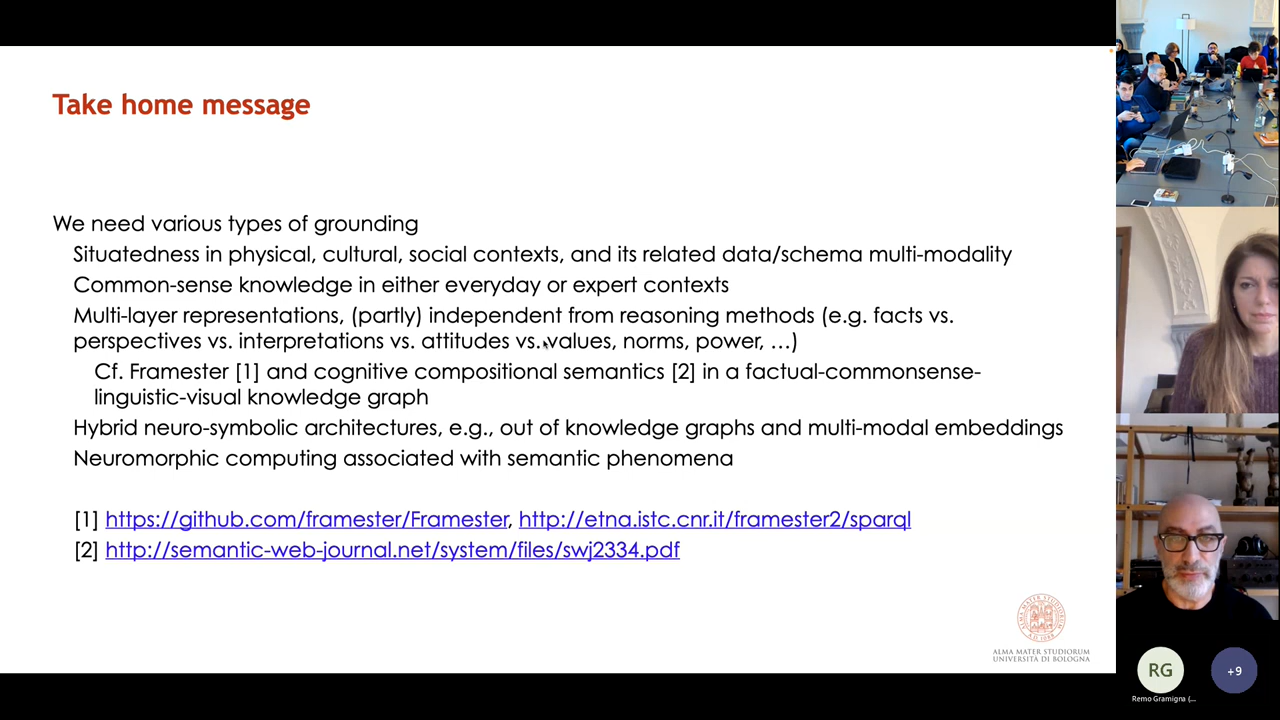 Take home message
We need various types of grounding
Situatedness in physical, cultural, social contexts, and its related data/schema multi-modality
Common-sense knowledge in either everyday or expert contexts
Multi-layer representations, (partly) independent from reasoning methods (e.g. facts vs.
perspectives vs. interpretations vs. attitudes vs. values, norms, power, …)
Cf. Framester [1] and cognitive compositional semantics [2] in a factual-commonsense-
linguistic-visual knowledge graph
Hybrid neuro-symbolic architectures, e.g., out of knowledge graphs and multi-modal embeddings
Neuromorphic computing associated with semantic phenomena
[1] https://github.com/framester/Framester, http://etna.istc.cnr.it/framester2/sparql
[2] http://semantic-web-journal.net/system/files/swj2334.pdf
ALMA MATER STUDIORUM
UNIVERSITÀ DI BOLOGNA
RG
+9
Remo Gramigna (...